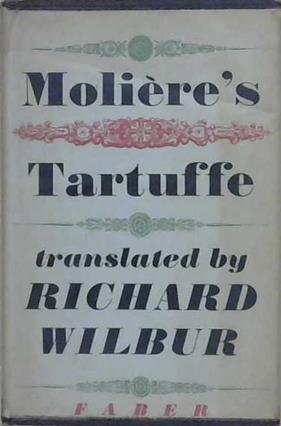 Molière's
Tartuffe
translated by
RICHARD
WILBUR
FABER